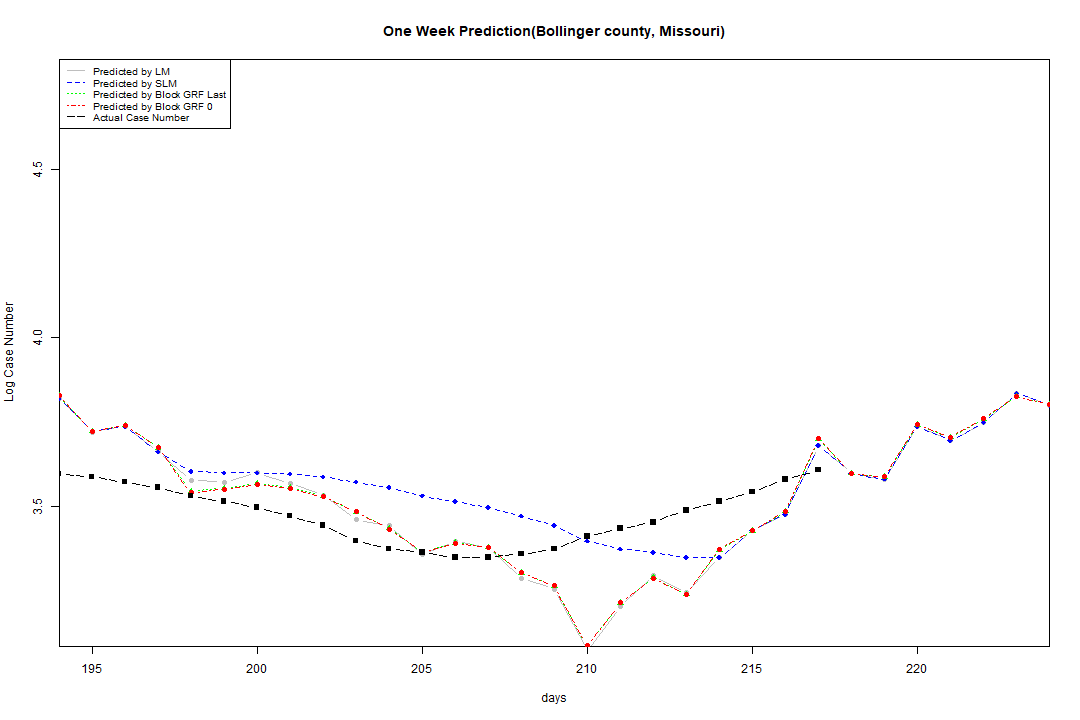 One Week Prediction(Bollinger county, Missouri)
Predicted by LM
Predicted by SLM
Predicted by Block GRF Last
Predicted by Block GRF 0
Actual Case Number
4.5
4.0
3.5
Log Case Number
195 200 205 210 215 220
days